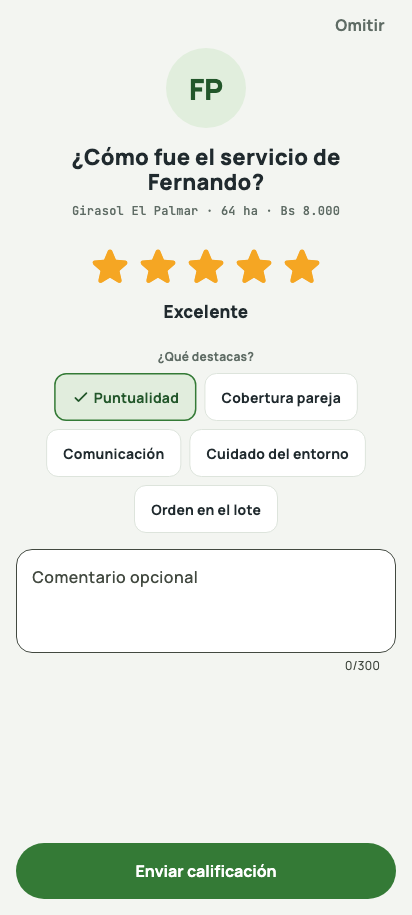 Omitir
FP
¿Cómo fue el servicio de
Fernando?
Girasol El Palmar · 64 ha · Bs 8.000
Excelente
¿Qué destacas?
Puntualidad
Cobertura pareja
Comunicación
Cuidado del entorno
Orden en el lote
Comentario opcional
0/300
Enviar calificación